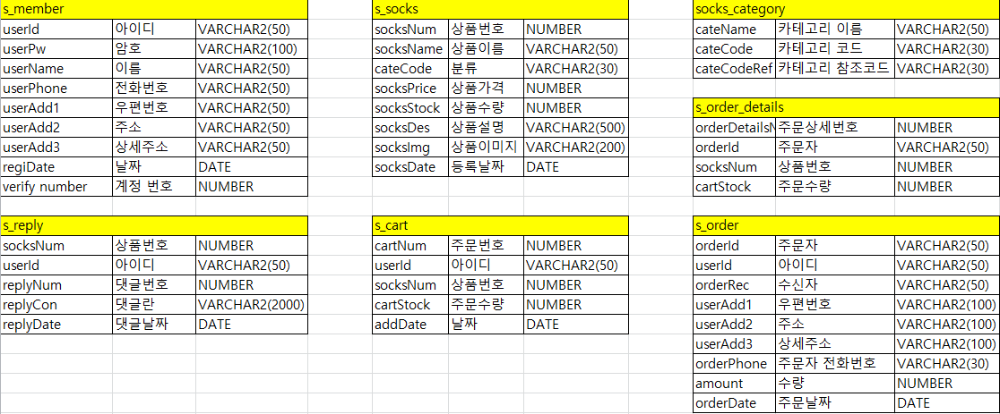 s_member
userId 아이디 VARCHAR2(50)
userPw 암호 VARCHAR2(100)
userName 이름 VARCHAR2(50)
userPhone 전화번호 VARCHAR2(50)
userAdd1 우편번호 VARCHAR2(50)
userAdd2 주소 VARCHAR2(50)
userAdd3 상세주소 VARCHAR2(50)
regiDate 날짜 DATE
verify number 계정 번호 NUMBER
s_socks
socksNum 상품번호 NUMBER
socksName 상품이름 VARCHAR2(50)
cateCode 분류 VARCHAR2(30)
socksPrice 상품가격 NUMBER
socksStock 상품수량 NUMBER
socksDes 상품설명 VARCHAR2(500)
socksImg 상품이미지 VARCHAR2(200)
socksDate 등록날짜 DATE
socks_category
cateName 카테고리 이름 VARCHAR2(50)
cateCode 카테고리 코드 VARCHAR2(30)
cateCodeRef 카테고리 참조코드 VARCHAR2(30)
s_order_details
orderDetailsN 주문상세번호 NUMBER
orderId 주문자 VARCHAR2(50)
socksNum 상품번호 NUMBER
cartStock 주문수량 NUMBER
s_reply
socksNum 상품번호 NUMBER
userId 아이디 VARCHAR2(50)
replyNum 댓글번호 NUMBER
replyCon 댓글란 VARCHAR2(2000)
replyDate 댓글날짜 DATE
s_cart
cartNum 주문번호 NUMBER
userId 아이디 VARCHAR2(50)
socksNum 상품번호 NUMBER
cartStock 주문수량 NUMBER
addDate 날짜 DATE
s_order
orderId 주문자 VARCHAR2(50)
userId 아이디 VARCHAR2(50)
orderRec 수신자 VARCHAR2(50)
userAdd1 우편번호 VARCHAR2(100)
userAdd2 주소 VARCHAR2(100)
userAdd3 상세주소 VARCHAR2(100)
orderPhone 주문자 전화번호 VARCHAR2(30)
amount 수량 NUMBER
orderDate 주문날짜 DATE